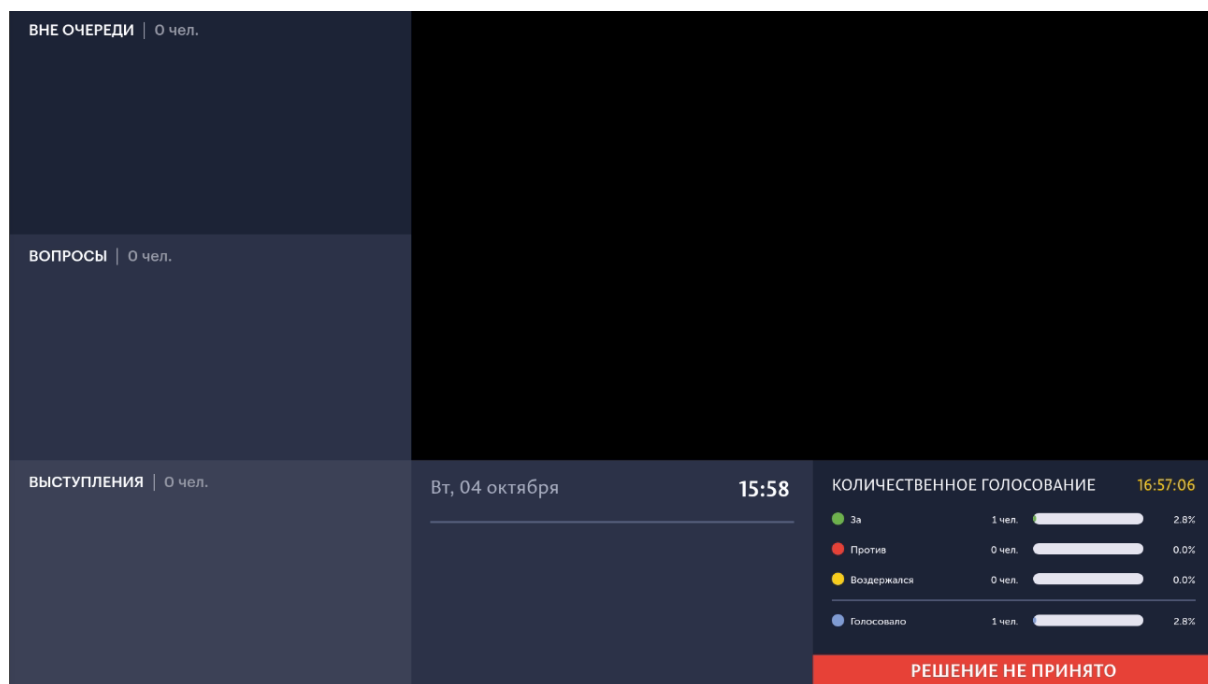 ВНЕ ОЧЕРЕДИ | 0 чел.
ВОПРОСЫ | 0 чел.
ВЫСТУПЛЕНИЯ | 0 чел.
Вт, 04 октября 15:58
КОЛИЧЕСТВЕННОЕ ГОЛОСОВАНИЕ 16:57:06
За 1 чел. 2.8%
Против 0 чел. 0.0%
Воздержался 0 чел. 0.0%
Голосовало 1 чел. 2.8%
РЕШЕНИЕ НЕ ПРИНЯТО